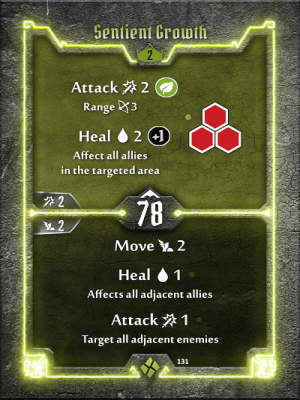 Sentient Growth
2
Attack 2
Range 3
Heal 2 +1
Affect all allies
in the targeted area
2
78
2
Move 2
Heal 1
Affects all adjacent allies
Attack 1
Target all adjacent enemies
131